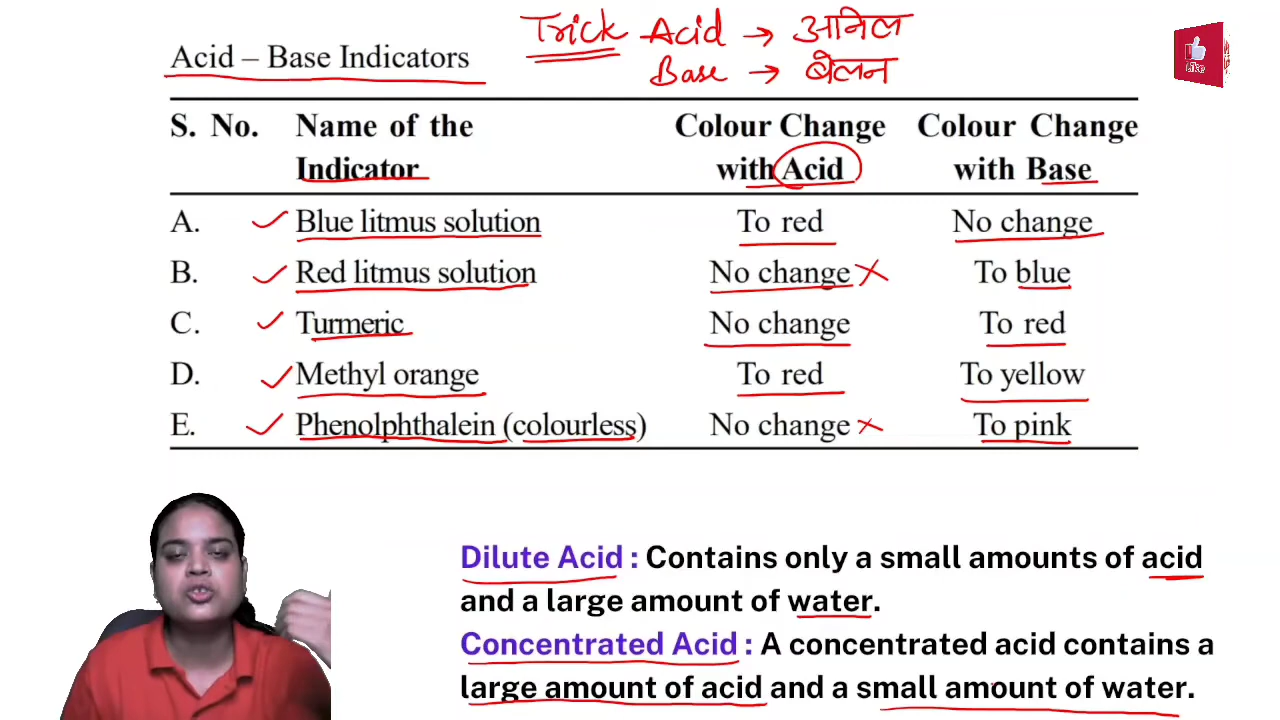 Trick Acid → अनिल
Base → बेलन
like
Acid – Base Indicators
S. No. Name of the Indicator Colour Change with Acid Colour Change with Base
A. Blue litmus solution To red No change
B. Red litmus solution No change To blue
C. Turmeric No change To red
D. Methyl orange To red To yellow
E. Phenolphthalein (colourless) No change To pink
Dilute Acid : Contains only a small amounts of acid
and a large amount of water.
Concentrated Acid : A concentrated acid contains a
large amount of acid and a small amount of water.